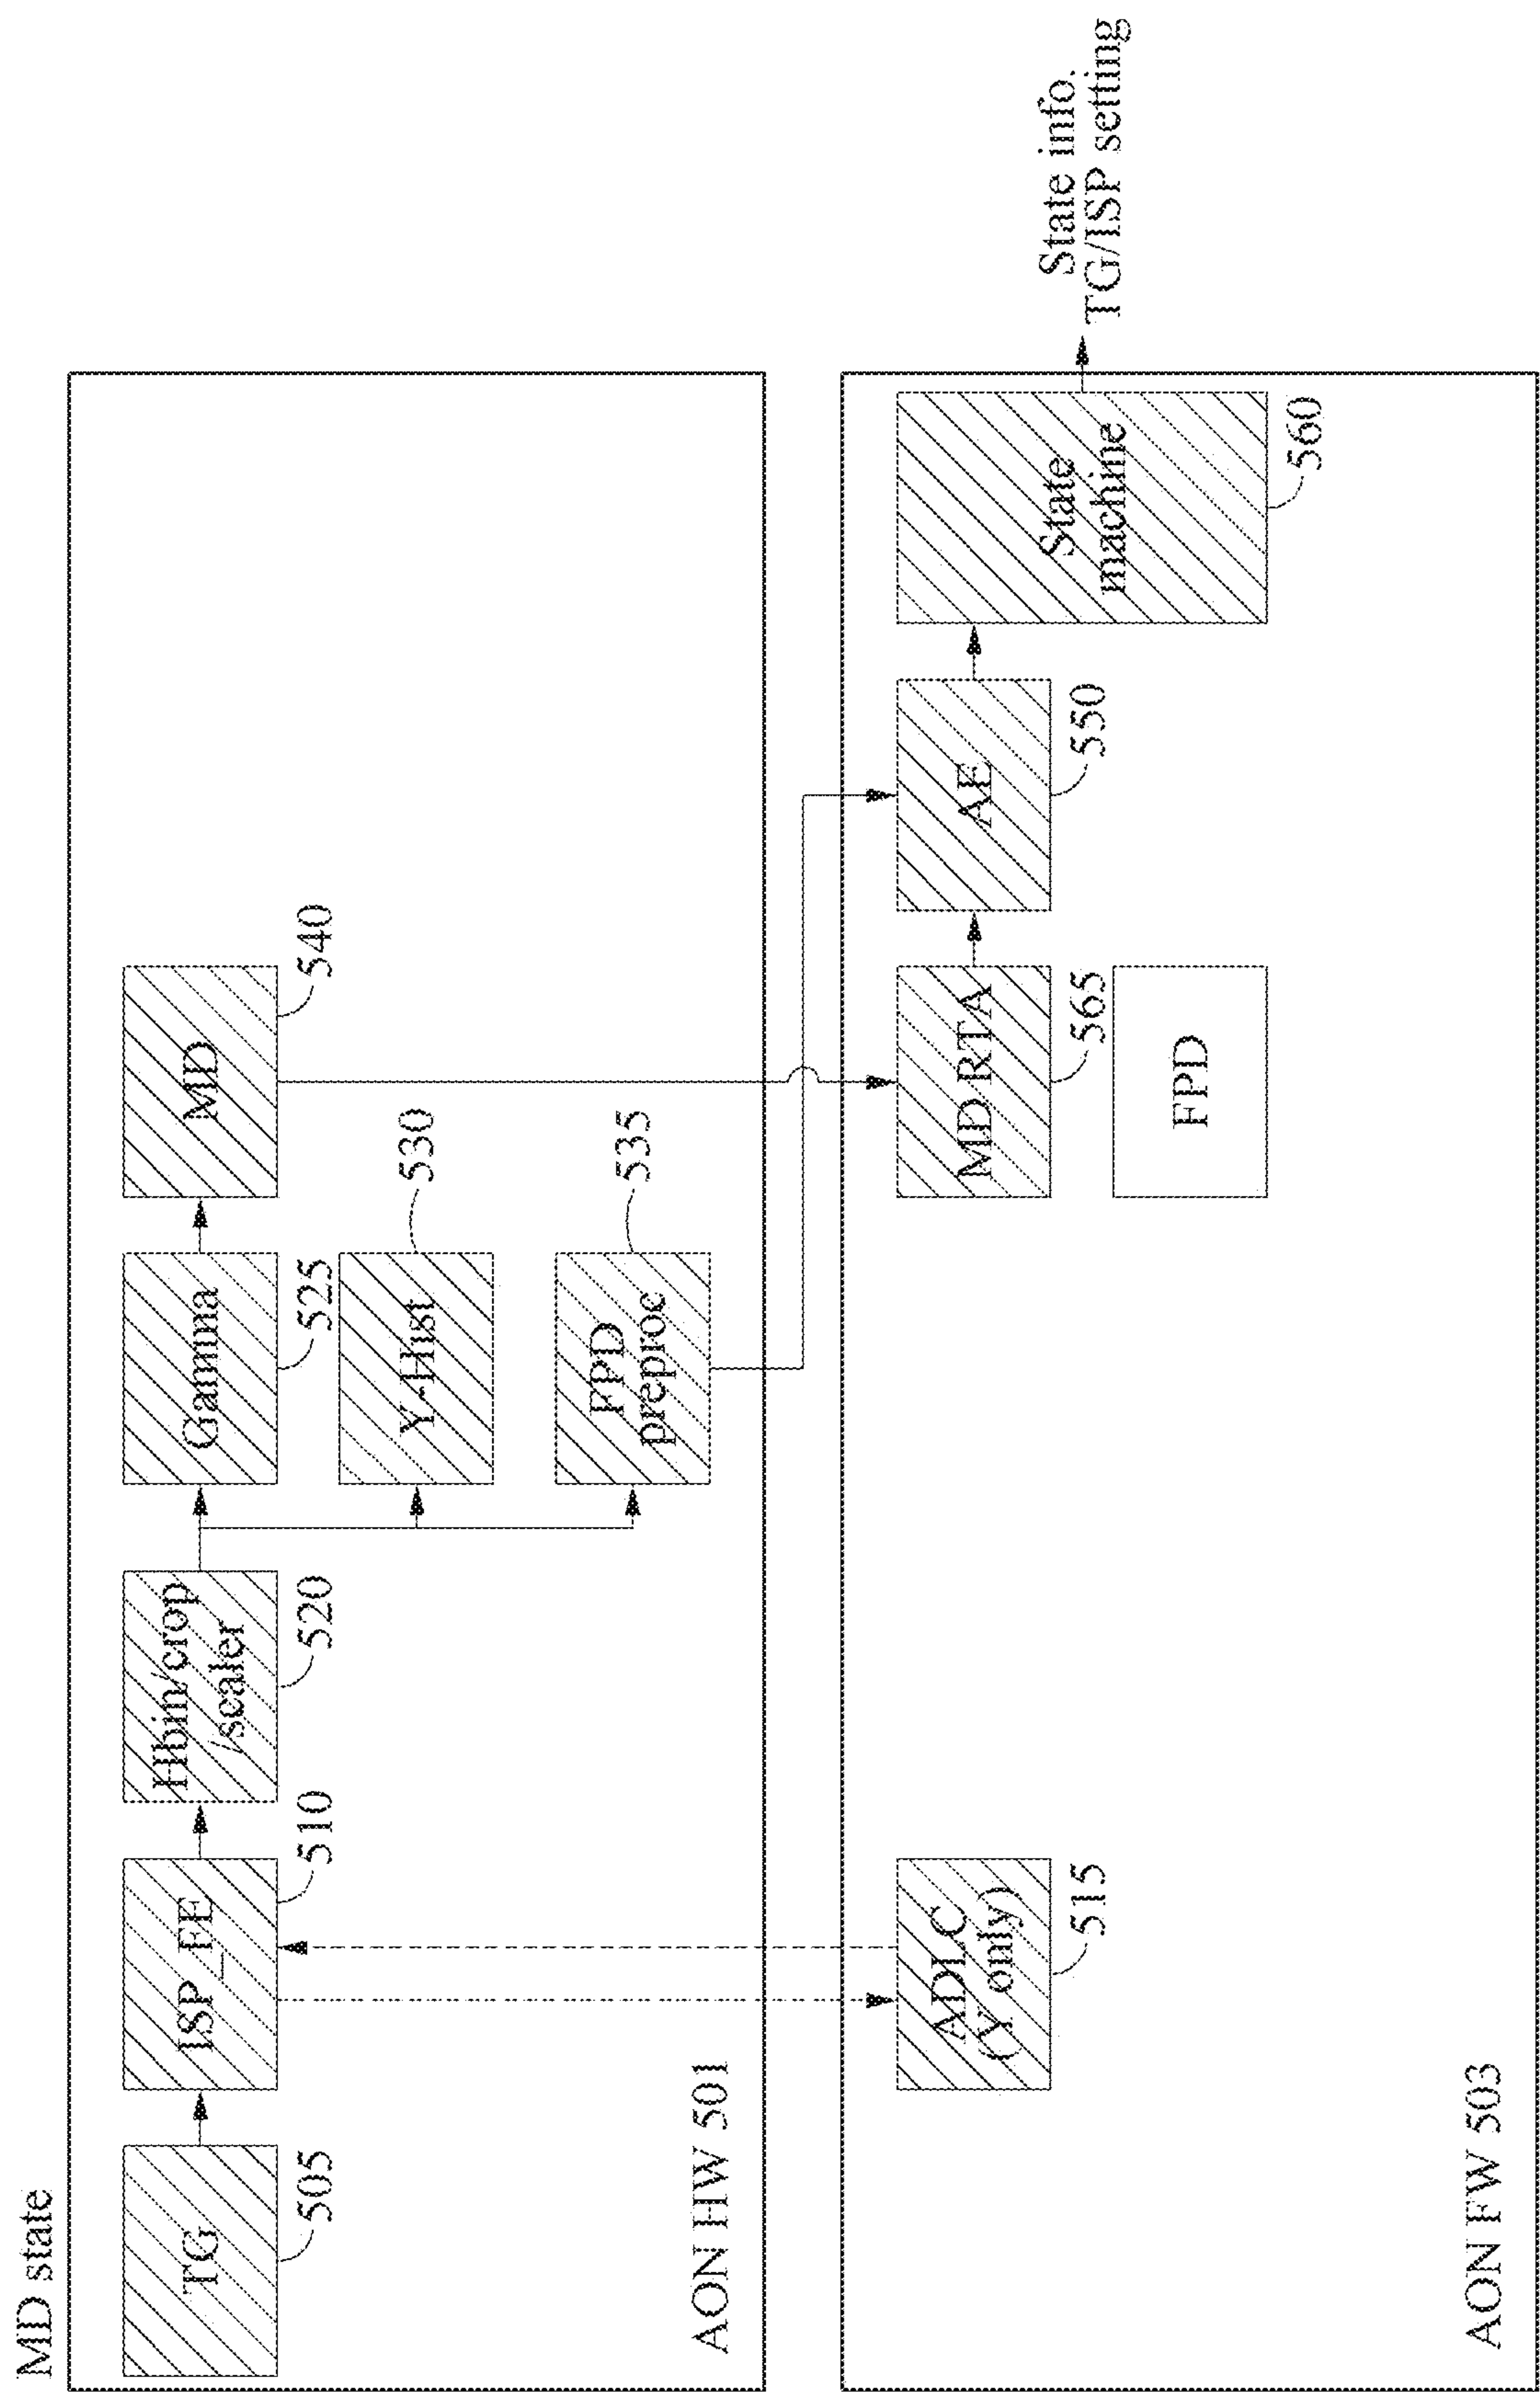 MD state
TG
505
ISP_FE
510
Hbin/crop
/scaler
520
Gamma
525
Y-Hist
530
FPD
preproc
535
MD
540
AON HW 501
ADLC
(Y only)
515
MD RTA
565
FPD
AE
550
State
machine
560
State info.
TG/ISP setting
AON FW 503